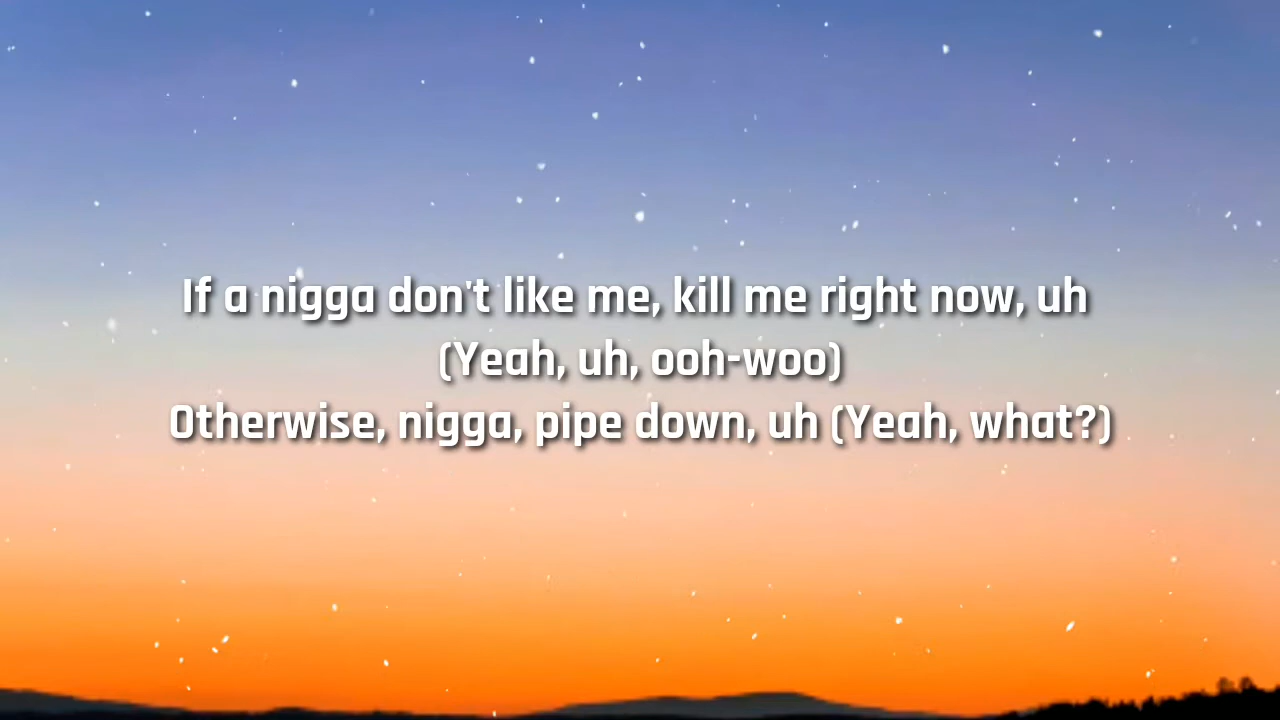 If a nigga don't like me, kill me right now, uh
(Yeah, uh, ooh-woo)
Otherwise, nigga, pipe down, uh (Yeah, what?)